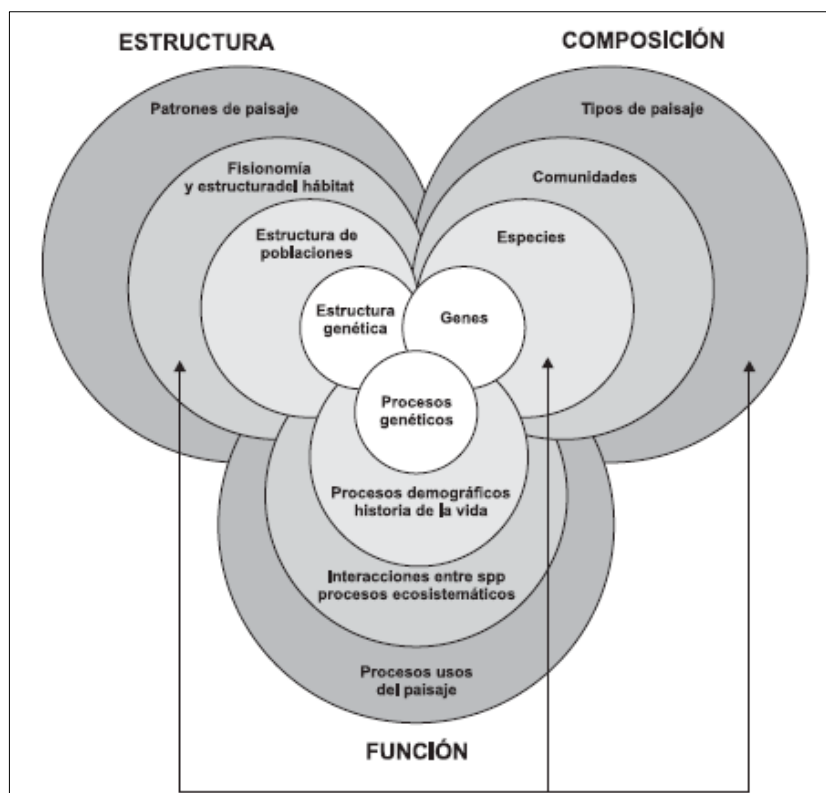 ESTRUCTURA
COMPOSICIÓN
Patrones de paisaje
Tipos de paisaje
Fisionomía
y estructuradel hábitat
Comunidades
Estructura de
poblaciones
Especies
Estructura
genética
Genes
Procesos
genéticos
Procesos demográficos
historia de la vida
Interacciones entre spp
procesos ecosistemáticos
Procesos usos
del paisaje
FUNCIÓN